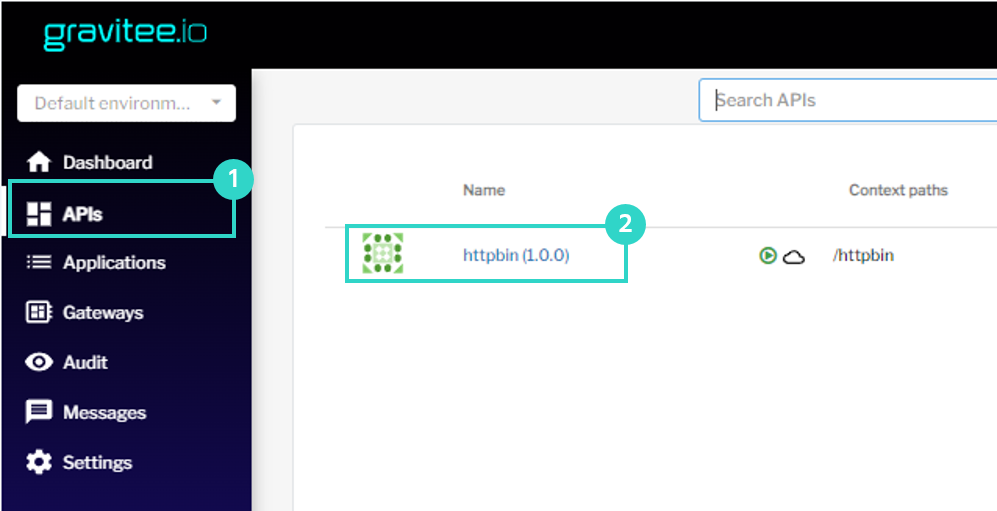 gravitee.io
Default environm...
Search APIs
Dashboard
1
APIs
Applications
Gateways
Audit
Messages
Settings
Name
Context paths
2
httpbin (1.0.0)
/httpbin